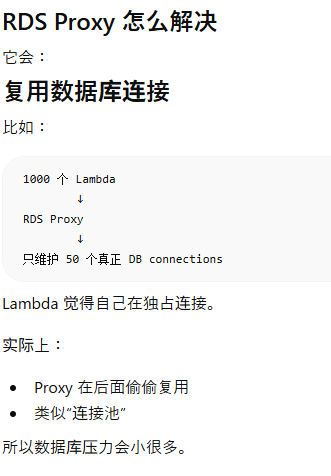 RDS Proxy 怎么解决
它会：
复用数据库连接
比如：
1000 个 Lambda
↓
RDS Proxy
↓
只维护 50 个真正 DB connections
Lambda 觉得自己在独占连接。
实际上：
• Proxy 在后面偷偷复用
• 类似“连接池”
所以数据库压力会小很多。